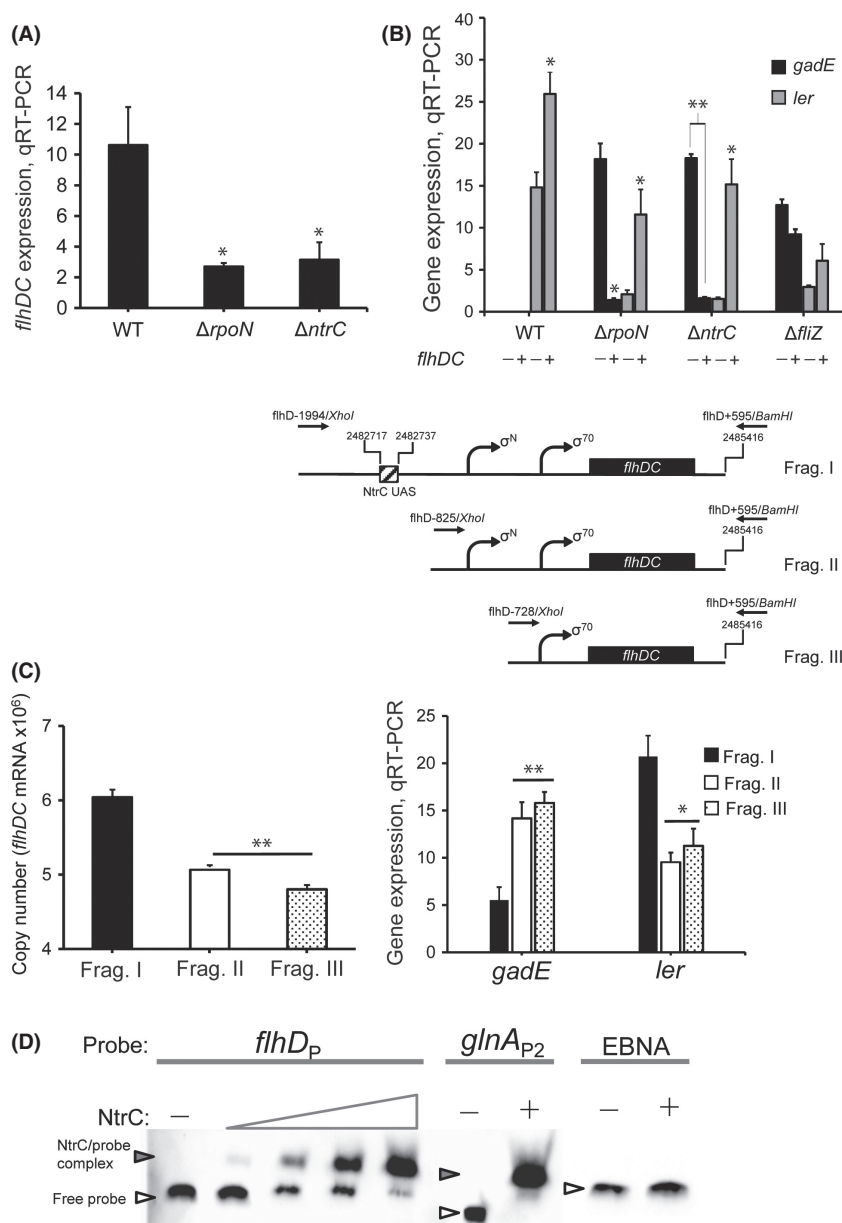 (A)
flhDC expression, qRT-PCR
14
12
10
8
6
4
2
0
*
*
WT
ΔrpoN
ΔntrC
(B)
Gene expression, qRT-PCR
40
35
30
25
20
15
10
5
0
gadE
ler
*
*
*
**
*
WT
ΔrpoN
ΔntrC
ΔfliZ
flhDC
− + − +
− + − +
− + − +
− + − +
flhD-1994/XhoI
2482717
2482737
NtrC UAS
σN
σ70
flhDC
flhD+595/BamHI
2485416
Frag. I
flhD-825/XhoI
σN
σ70
flhDC
flhD+595/BamHI
2485416
Frag. II
flhD-728/XhoI
σ70
flhDC
flhD+595/BamHI
2485416
Frag. III
(C)
Copy number (flhDC mRNA x10⁶)
7
6
5
4
**
Frag. I
Frag. II
Frag. III
Gene expression, qRT-PCR
25
20
15
10
5
0
**
*
Frag. I
Frag. II
Frag. III
gadE
ler
(D)
Probe:
flhDP
glnAP2
EBNA
NtrC:
−
−
+
−
+
NtrC/probe
complex
Free probe